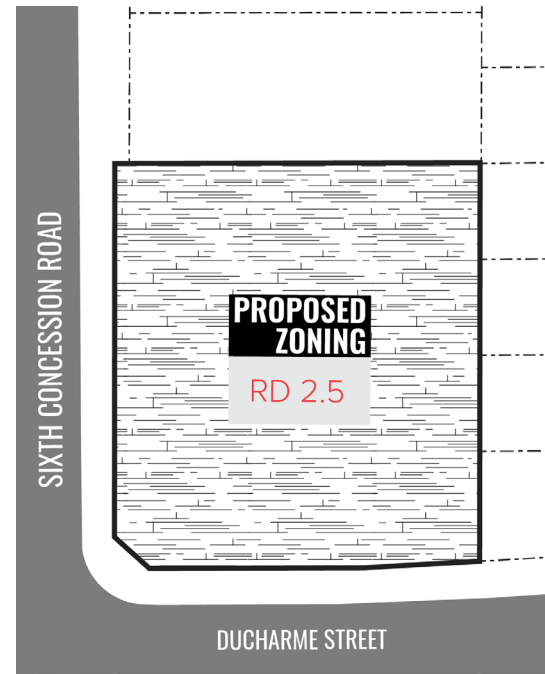 SIXTH CONCESSION ROAD
PROPOSED
ZONING
RD 2.5
DUCHARME STREET